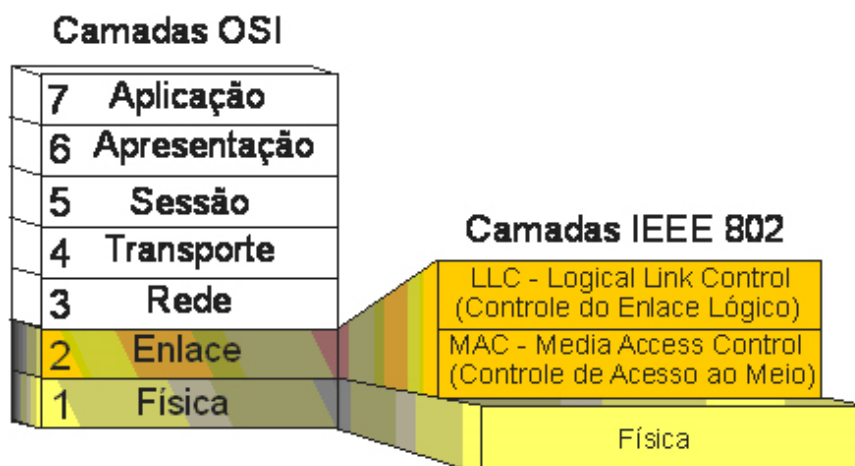 Camadas OSI
7 Aplicação
6 Apresentação
5 Sessão
4 Transporte
3 Rede
2 Enlace
1 Física
Camadas IEEE 802
LLC - Logical Link Control
(Controle do Enlace Lógico)
MAC - Media Access Control
(Controle de Acesso ao Meio)
Física